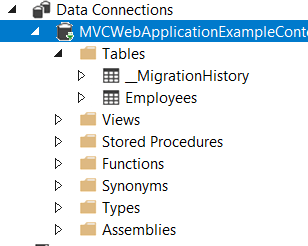 Data Connections
MVCWebApplicationExampleConte
Tables
__MigrationHistory
Employees
Views
Stored Procedures
Functions
Synonyms
Types
Assemblies